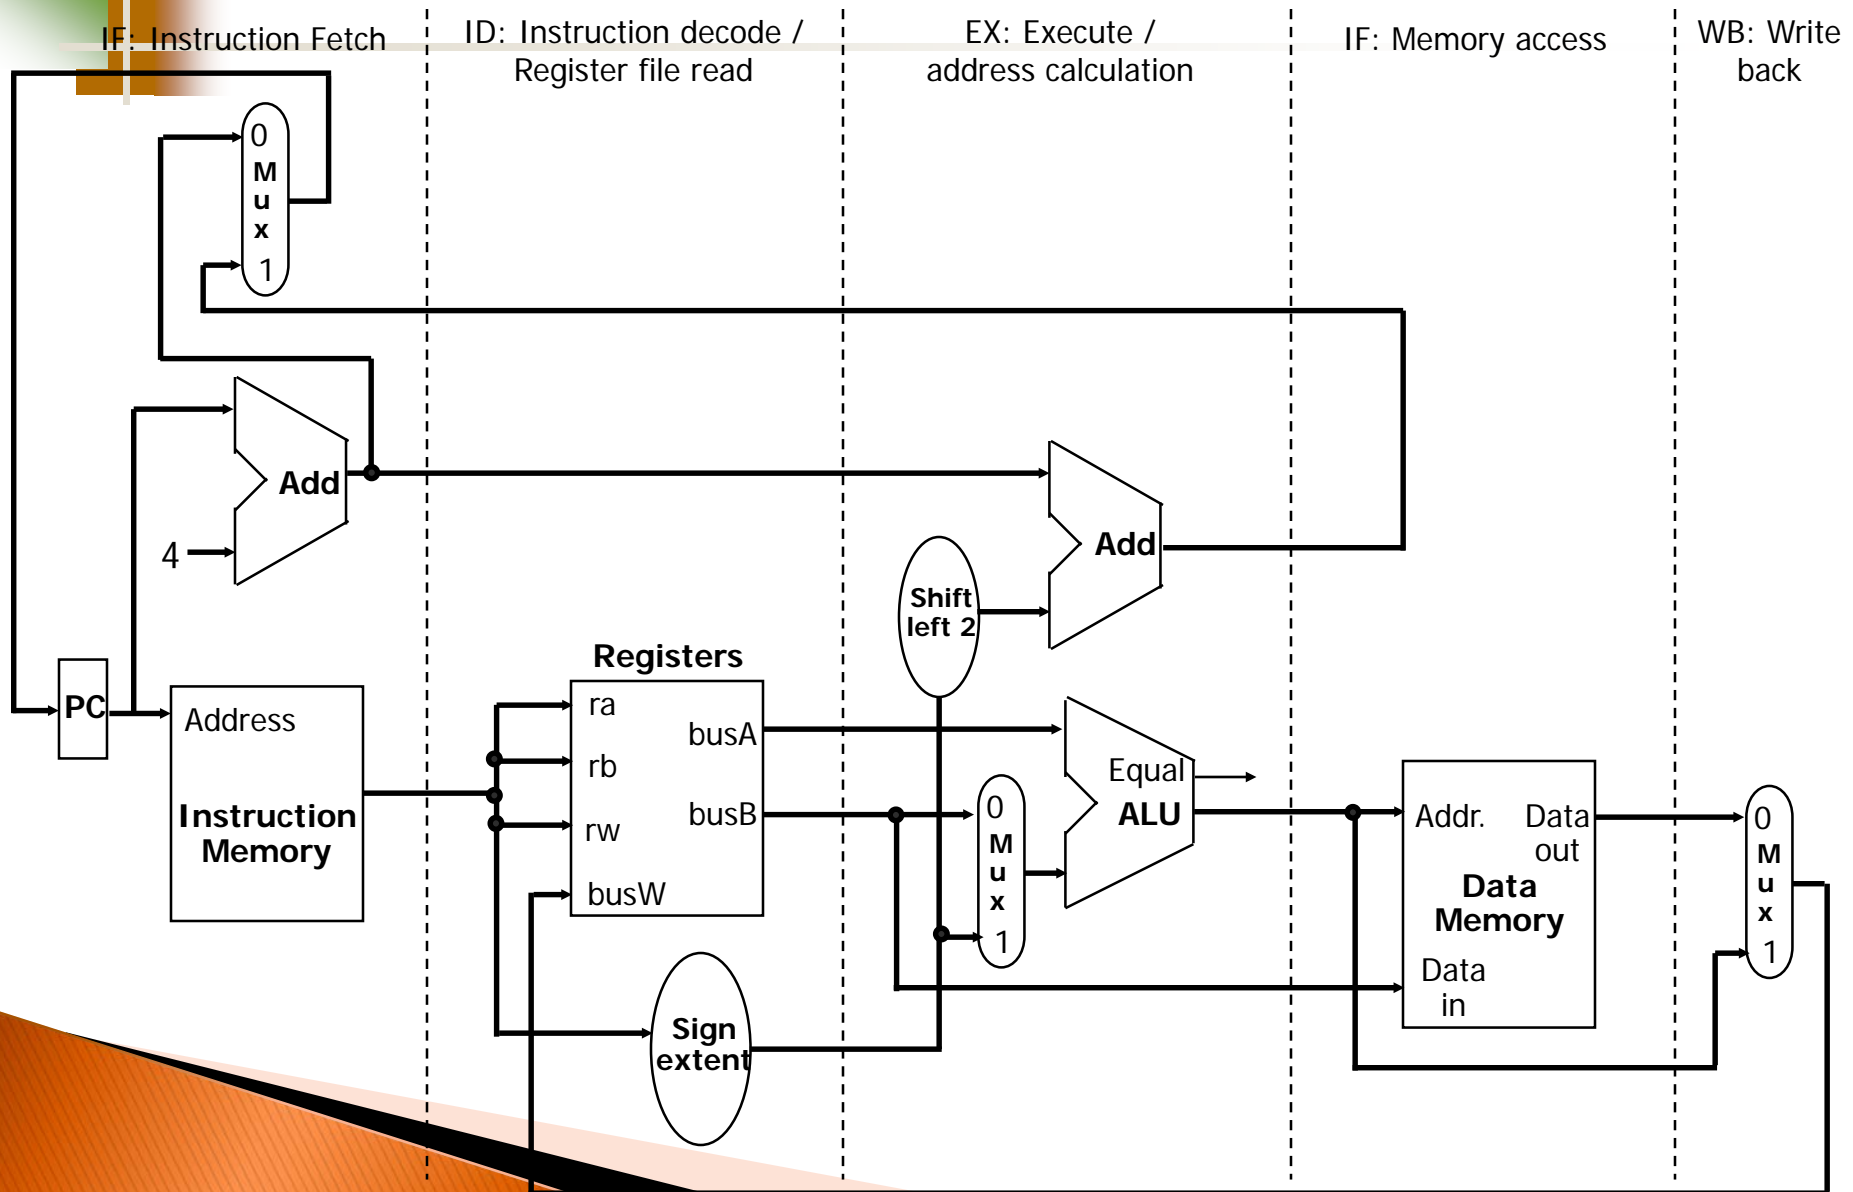 IF: Instruction Fetch
ID: Instruction decode /
Register file read
EX: Execute /
address calculation
IF: Memory access
WB: Write
back
0
M
u
x
1
Add
4
Add
Shift
left 2
PC
Address
Instruction
Memory
Registers
ra
rb
rw
busW
busA
busB
Sign
extent
0
M
u
x
1
Equal
ALU
Addr.
Data
out
Data
Memory
Data
in
0
M
u
x
1